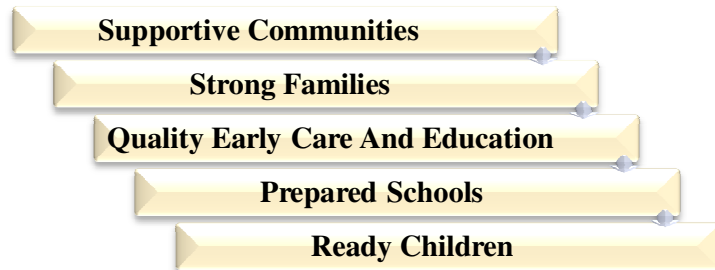 Supportive Communities
Strong Families
Quality Early Care And Education
Prepared Schools
Ready Children